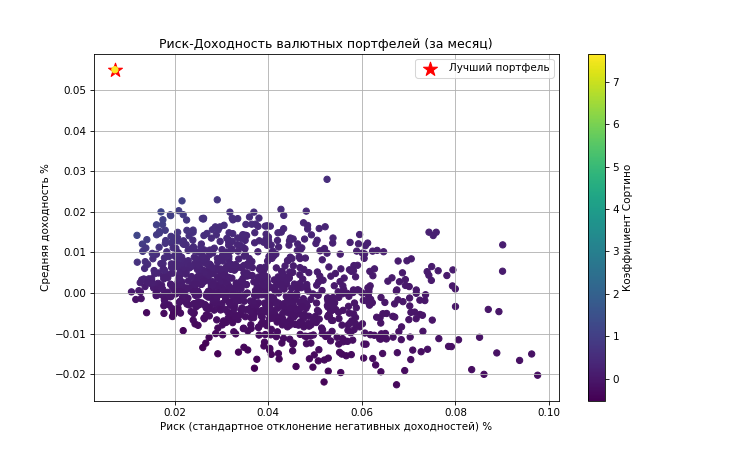 Риск-Доходность валютных портфелей (за месяц)
Лучший портфель
Средняя доходность %
0.05
0.04
0.03
0.02
0.01
0.00
−0.01
−0.02
0.02 0.04 0.06 0.08 0.10
Риск (стандартное отклонение негативных доходностей) %
7
6
5
4
3
2
1
0
Коэффициент Сортино